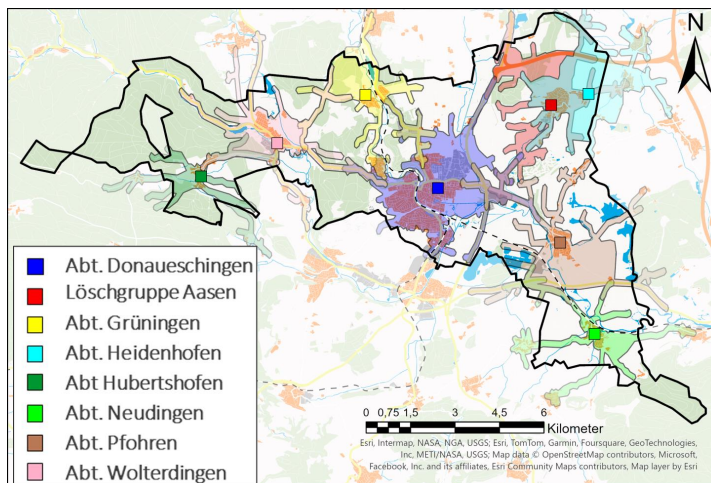 N
Abt. Donaueschingen
Löschgruppe Aasen
Abt. Grüningen
Abt. Heidenhofen
Abt Hubertshofen
Abt. Neudingen
Abt. Pfohren
Abt. Wolterdingen
0 0,75 1,5 3 4,5 6
Kilometer
Esri, Intermap, NASA, NGA, USGS; Esri, TomTom, Garmin, Foursquare, GeoTechnologies,
Inc, METI/NASA, USGS; Map data © OpenStreetMap contributors, Microsoft,
Facebook, Inc. and its affiliates, Esri Community Maps contributors, Map layer by Esri